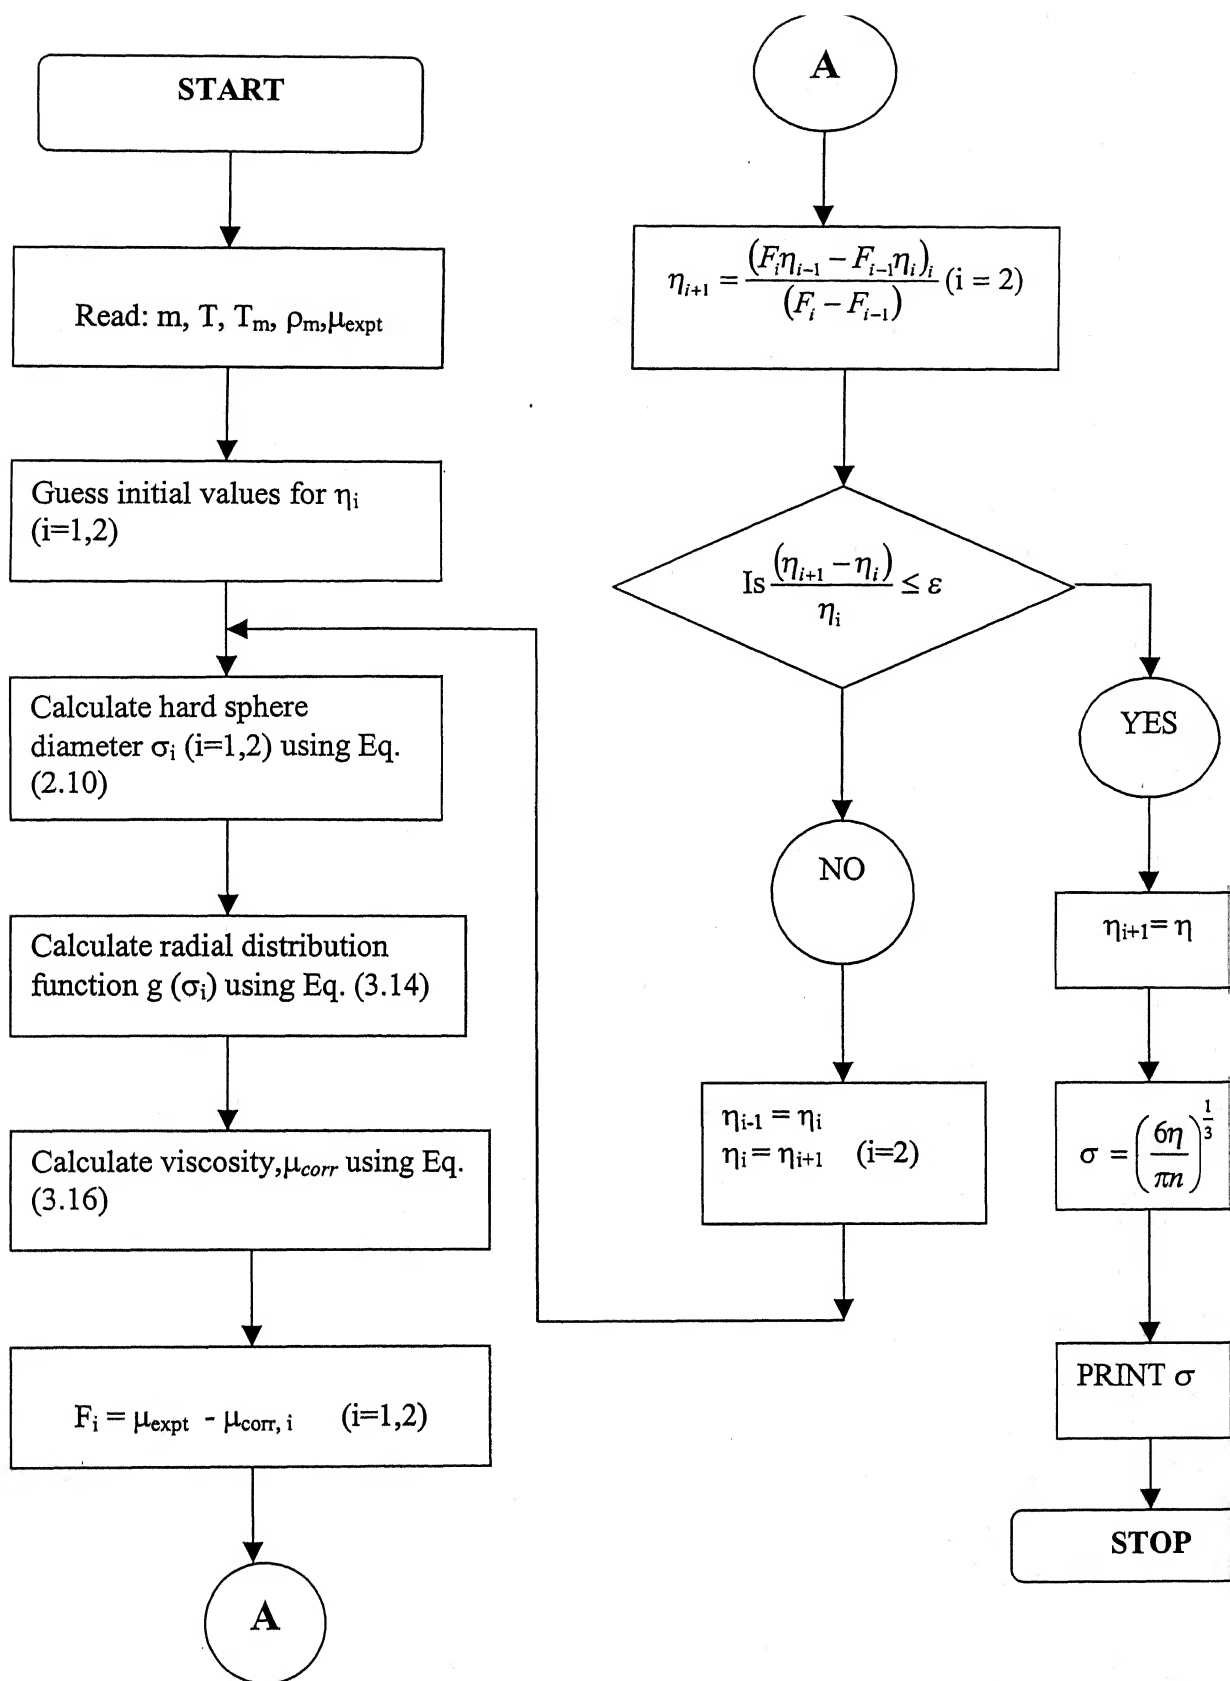 START
Read: m, T, Tₘ, ρₘ,μₑₓₚₜ
Guess initial values for ηᵢ
(i=1,2)
Calculate hard sphere
diameter σᵢ (i=1,2) using Eq.
(2.10)
Calculate radial distribution
function g (σᵢ) using Eq. (3.14)
Calculate viscosity,μ_corr using Eq.
(3.16)
Fᵢ = μₑₓₚₜ - μ_corr, i (i=1,2)
A
A
ηᵢ₊₁ = (Fᵢηᵢ₋₁ − Fᵢ₋₁ηᵢ)ᵢ / (Fᵢ − Fᵢ₋₁) (i = 2)
Is (ηᵢ₊₁ − ηᵢ) / ηᵢ ≤ ε
YES
NO
ηᵢ₋₁ = ηᵢ
ηᵢ = ηᵢ₊₁ (i=2)
ηᵢ₊₁= η
σ = (6η / πn)^(1/3)
PRINT σ
STOP